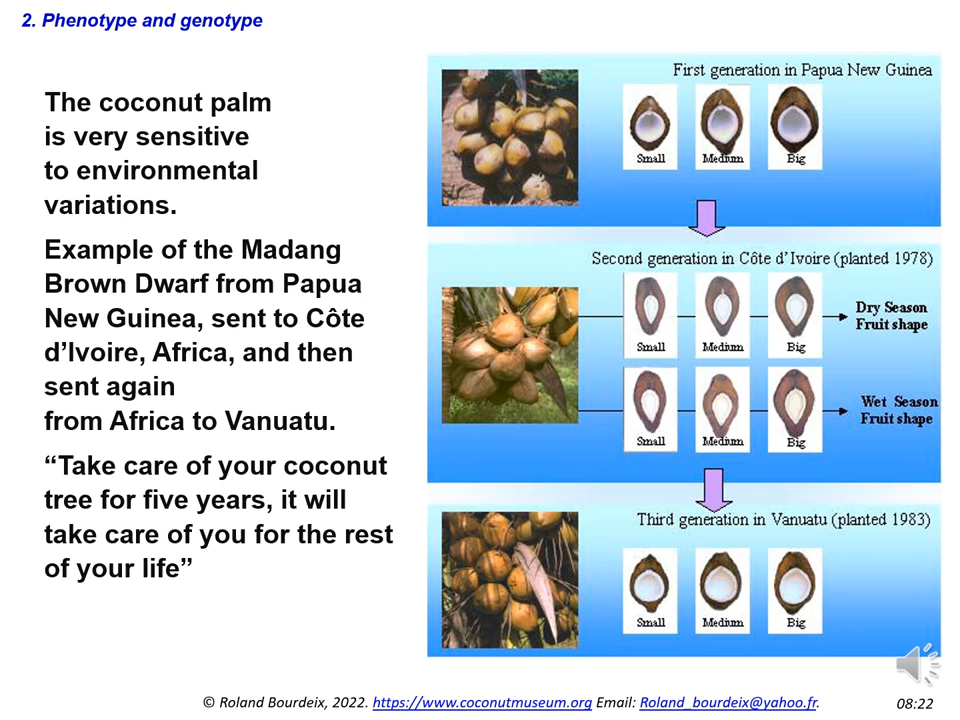 2. Phenotype and genotype
The coconut palm
is very sensitive
to environmental
variations.
Example of the Madang
Brown Dwarf from Papua
New Guinea, sent to Côte
d’Ivoire, Africa, and then
sent again
from Africa to Vanuatu.
“Take care of your coconut
tree for five years, it will
take care of you for the rest
of your life”
First generation in Papua New Guinea
Small Medium Big
Second generation in Côte d’Ivoire (planted 1978)
Small Medium Big
Dry Season
Fruit shape
Small Medium Big
Wet Season
Fruit shape
Third generation in Vanuatu (planted 1983)
Small Medium Big
© Roland Bourdeix, 2022. https://www.coconutmuseum.org Email: Roland_bourdeix@yahoo.fr.
08:22